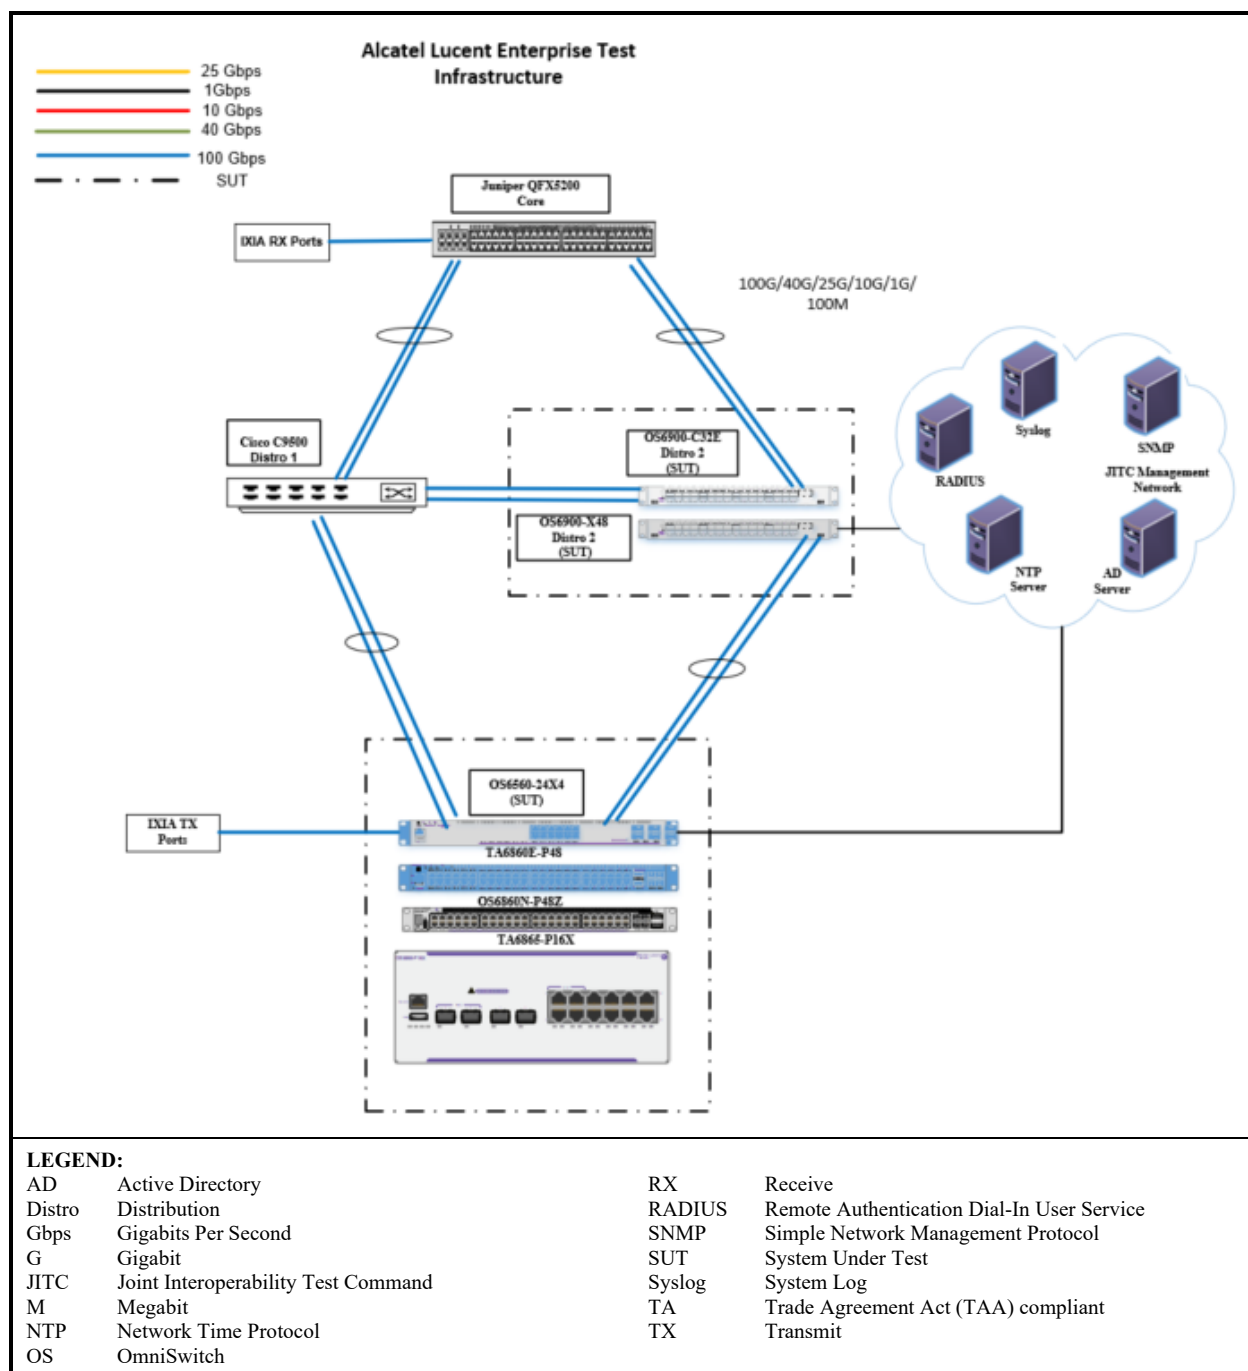 Alcatel Lucent Enterprise Test
Infrastructure
25 Gbps
1Gbps
10 Gbps
40 Gbps
100 Gbps
SUT
Juniper QFX5200
Core
IXIA RX Ports
100G/40G/25G/10G/1G/
100M
Cisco C9500
Distro 1
OS6900-C32E
Distro 2
(SUT)
OS6900-X48
Distro 2
(SUT)
Syslog
SNMP
RADIUS
JITC Management
Network
NTP
Server
AD
Server
OS6560-24X4
(SUT)
IXIA TX
Ports
TA6860E-P48
OS6860N-P48Z
TA6865-P16X
LEGEND:
AD Active Directory
Distro Distribution
Gbps Gigabits Per Second
G Gigabit
JITC Joint Interoperability Test Command
M Megabit
NTP Network Time Protocol
OS OmniSwitch
RX Receive
RADIUS Remote Authentication Dial-In User Service
SNMP Simple Network Management Protocol
SUT System Under Test
Syslog System Log
TA Trade Agreement Act (TAA) compliant
TX Transmit